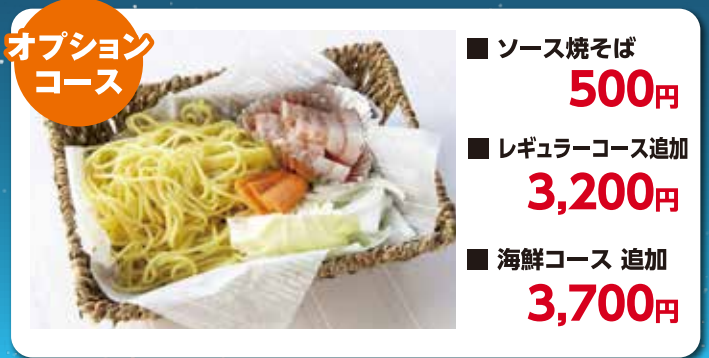 オプション
コース
■ ソース焼そば
500円
■ レギュラーコース追加
3,200円
■ 海鮮コース 追加
3,700円